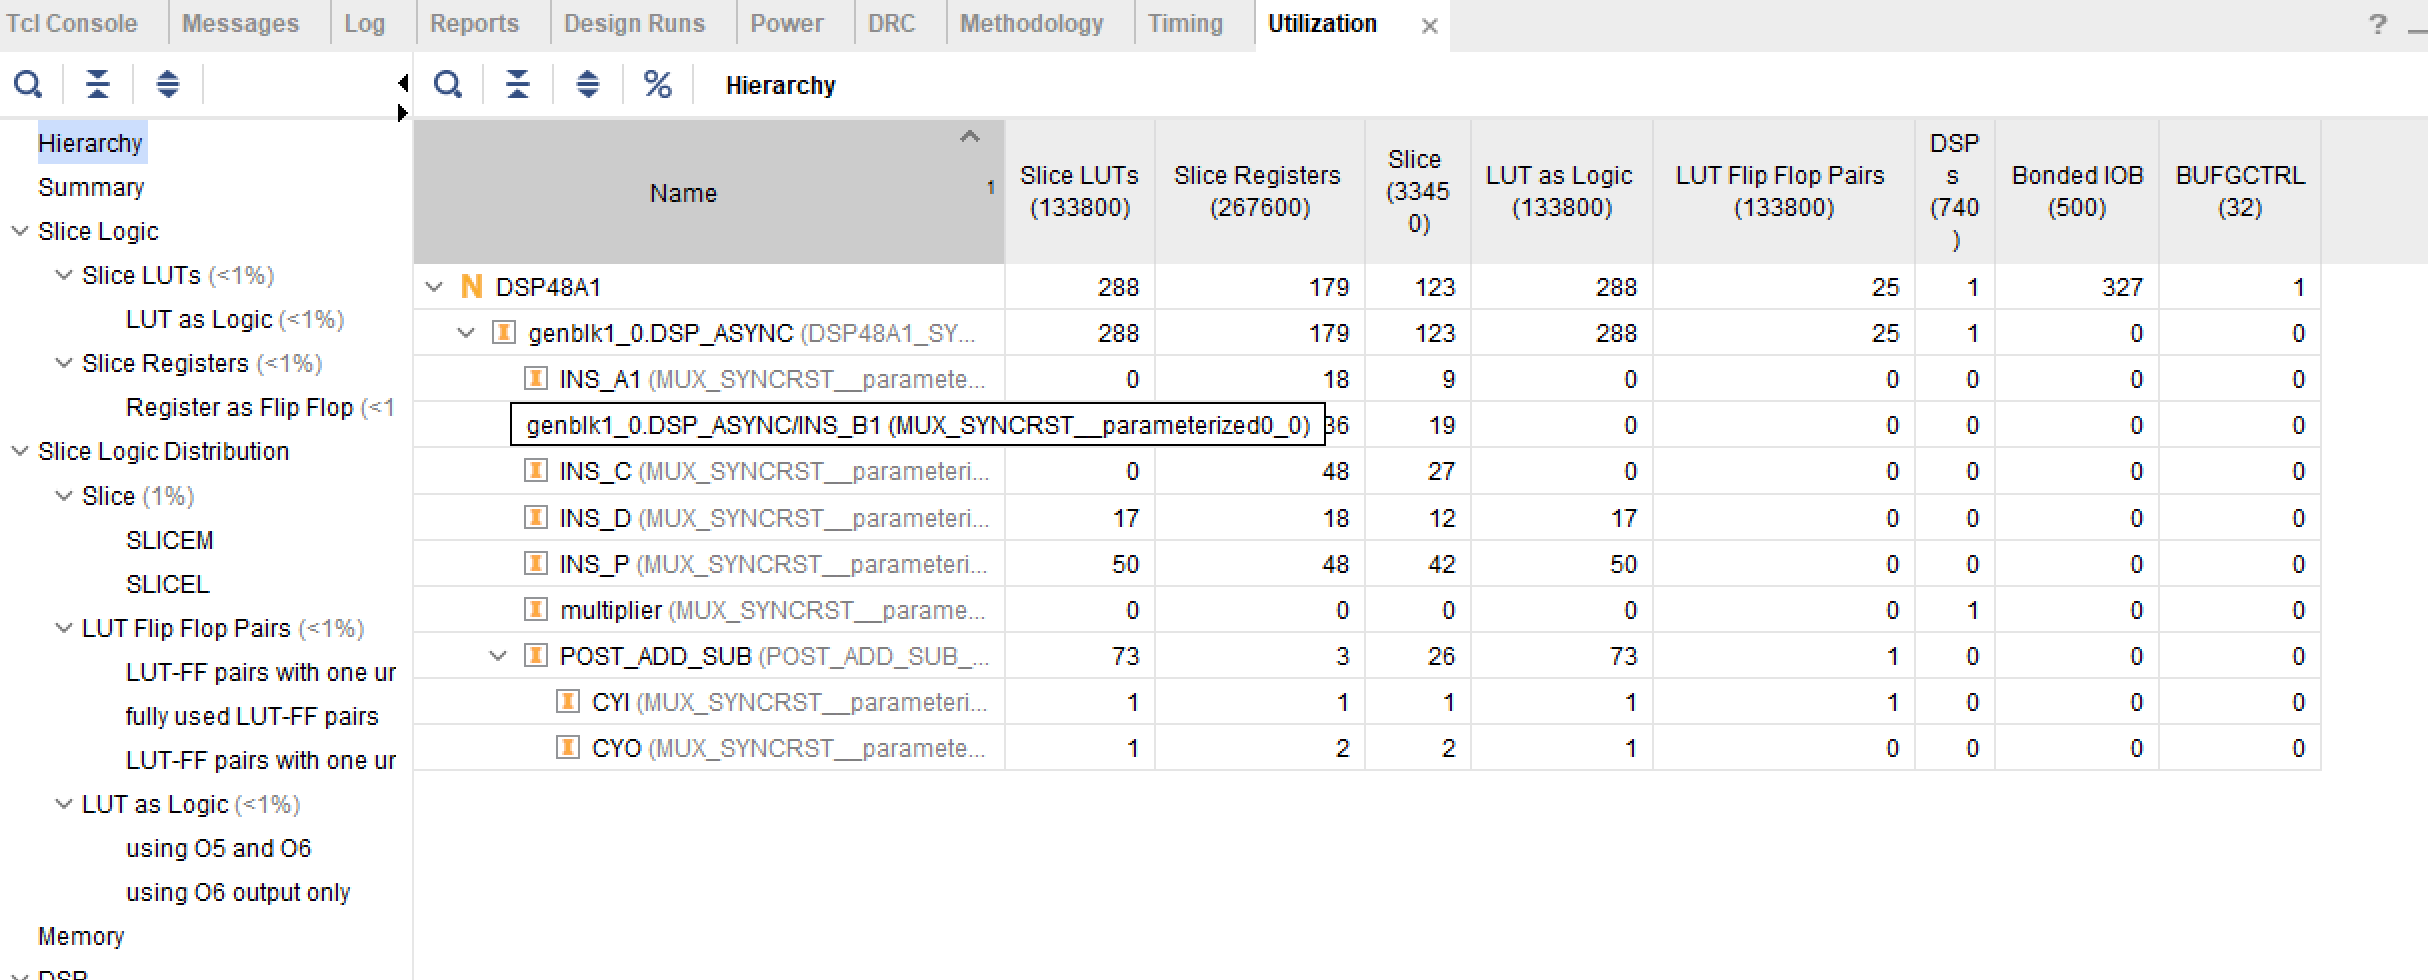 Tcl Console Messages Log Reports Design Runs Power DRC Methodology Timing Utilization × ? _
% Hierarchy
Hierarchy
Summary
Slice Logic
Slice LUTs (<1%)
LUT as Logic (<1%)
Slice Registers (<1%)
Register as Flip Flop (<1
Slice Logic Distribution
Slice (1%)
SLICEM
SLICEL
LUT Flip Flop Pairs (<1%)
LUT-FF pairs with one ur
fully used LUT-FF pairs
LUT-FF pairs with one ur
LUT as Logic (<1%)
using O5 and O6
using O6 output only
Memory
DSP
Name 1
Slice LUTs
(133800)
Slice Registers
(267600)
Slice
(3345
0)
LUT as Logic
(133800)
LUT Flip Flop Pairs
(133800)
DSP
s
(740
)
Bonded IOB
(500)
BUFGCTRL
(32)
N DSP48A1 288 179 123 288 25 1 327 1
I genblk1_0.DSP_ASYNC (DSP48A1_SY... 288 179 123 288 25 1 0 0
I INS_A1 (MUX_SYNCRST__paramete... 0 18 9 0 0 0 0 0
genblk1_0.DSP_ASYNC/INS_B1 (MUX_SYNCRST__parameterized0_0) 36 19 0 0 0 0 0
I INS_C (MUX_SYNCRST__parameteri... 0 48 27 0 0 0 0 0
I INS_D (MUX_SYNCRST__parameteri... 17 18 12 17 0 0 0 0
I INS_P (MUX_SYNCRST__parameteri... 50 48 42 50 0 0 0 0
I multiplier (MUX_SYNCRST__parame... 0 0 0 0 0 1 0 0
I POST_ADD_SUB (POST_ADD_SUB_... 73 3 26 73 1 0 0 0
I CYI (MUX_SYNCRST__parameteri... 1 1 1 1 1 0 0 0
I CYO (MUX_SYNCRST__paramete... 1 2 2 1 0 0 0 0